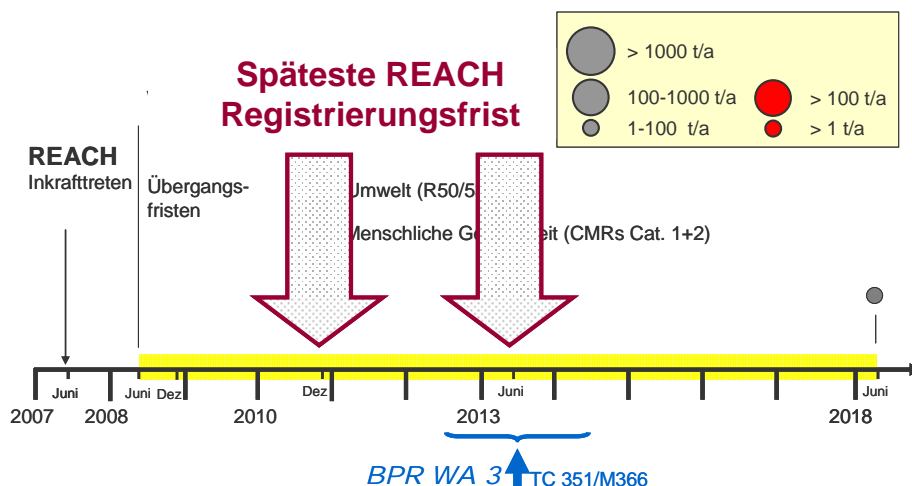 > 1000 t/a
100-1000 t/a
> 100 t/a
1-100 t/a
> 1 t/a
Späteste REACH
Registrierungsfrist
REACH
Inkrafttreten
Übergangs-
fristen
Umwelt (R50/5
Menschliche Ge eit (CMRs Cat. 1+2)
Juni
Juni
Dez
Dez
Juni
Juni
2007
2008
2010
2013
2018
BPR WA 3
TC 351/M366